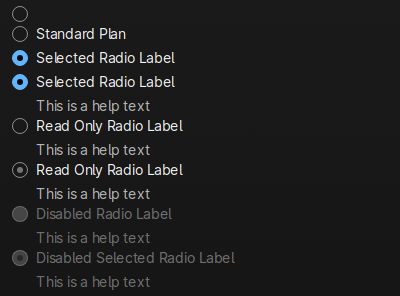 Standard Plan
Selected Radio Label
Selected Radio Label
This is a help text
Read Only Radio Label
This is a help text
Read Only Radio Label
This is a help text
Disabled Radio Label
This is a help text
Disabled Selected Radio Label
This is a help text